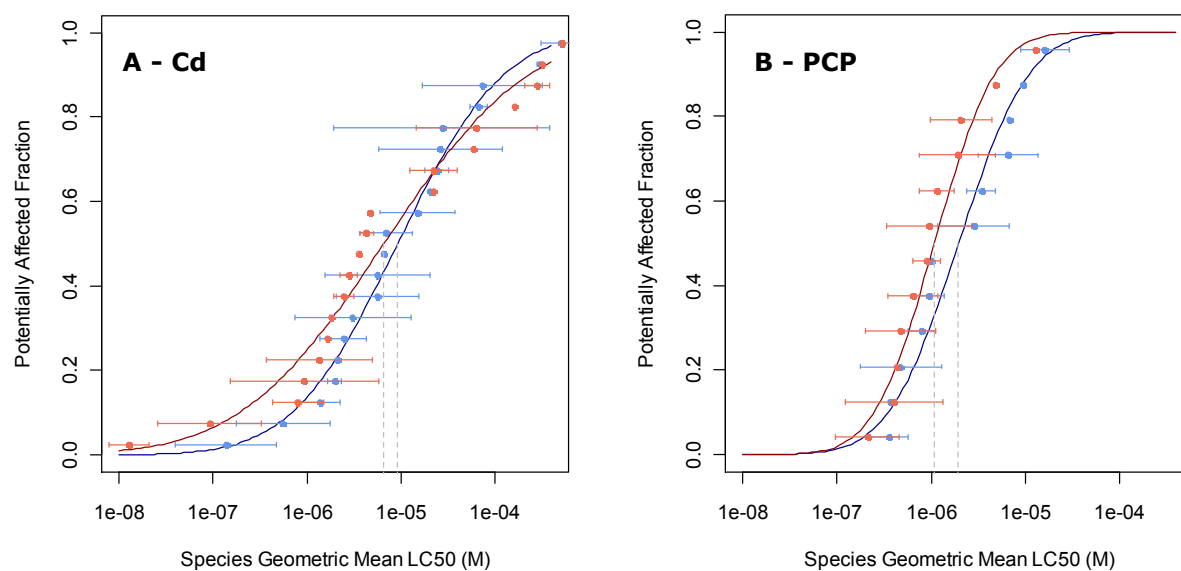 A - Cd
Potentially Affected Fraction
1.0
0.8
0.6
0.4
0.2
0.0
1e-08 1e-07 1e-06 1e-05 1e-04
Species Geometric Mean LC50 (M)
B - PCP
Potentially Affected Fraction
1.0
0.8
0.6
0.4
0.2
0.0
1e-08 1e-07 1e-06 1e-05 1e-04
Species Geometric Mean LC50 (M)